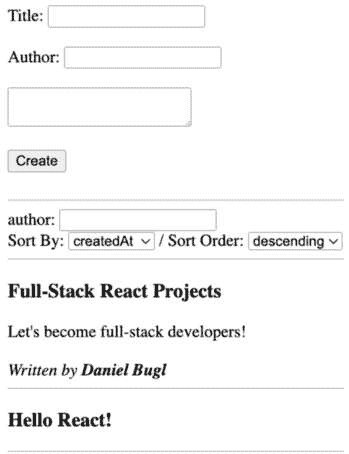 Title:
Author:
Create
author:
Sort By: createdAt / Sort Order: descending
Full-Stack React Projects
Let's become full-stack developers!
Written by Daniel Bugl
Hello React!